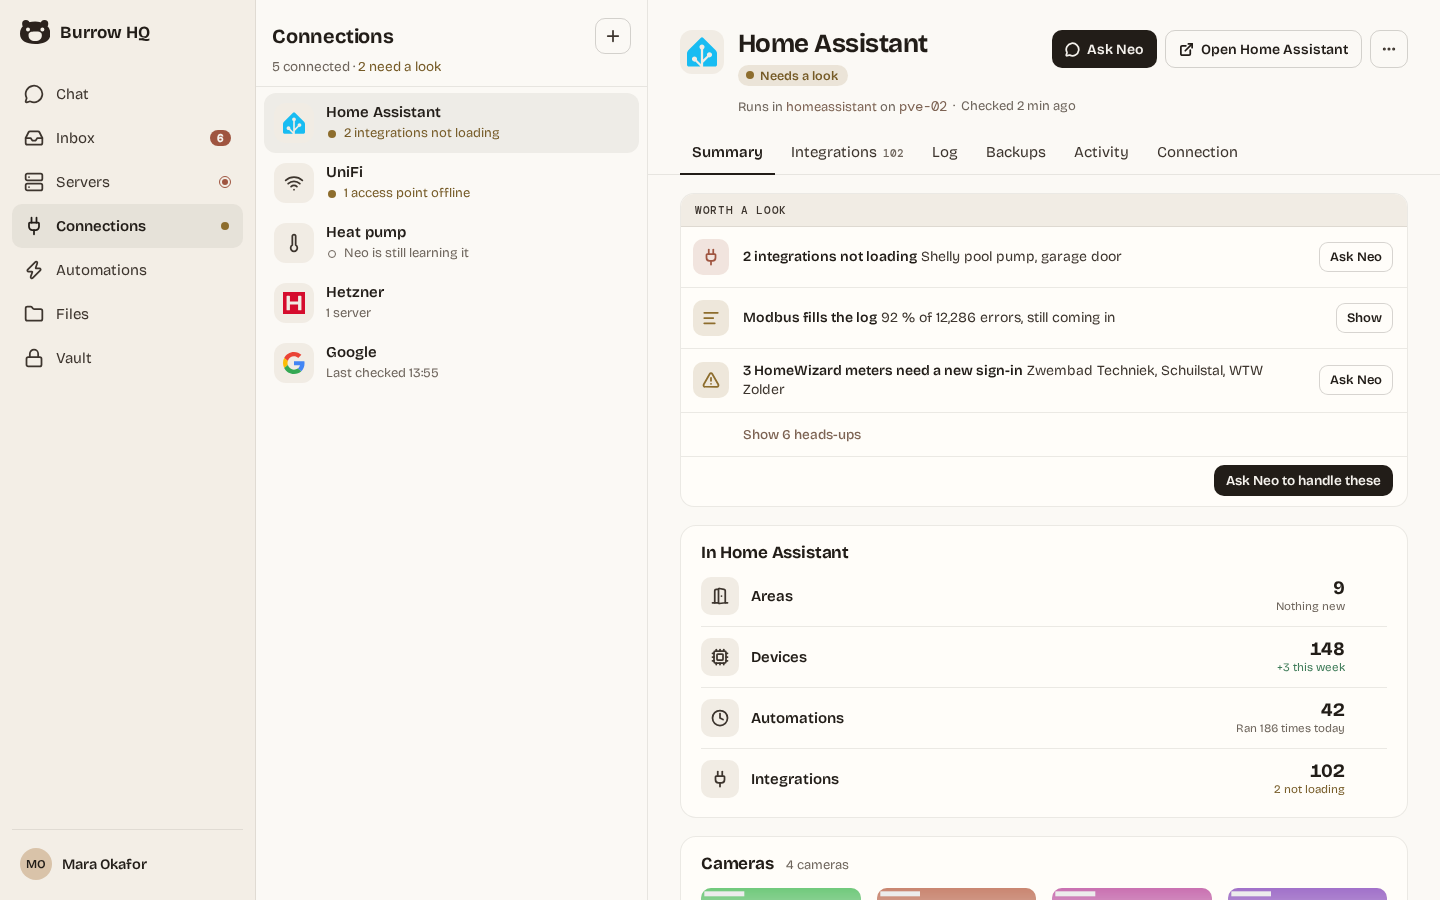 Burrow HQ
Chat
Inbox 6
Servers
Connections
Automations
Files
Vault
MO Mara Okafor
Connections
5 connected · 2 need a look
Home Assistant
2 integrations not loading
UniFi
1 access point offline
Heat pump
Neo is still learning it
Hetzner
1 server
Google
Last checked 13:55
Home Assistant
Needs a look
Runs in homeassistant on pve-02 · Checked 2 min ago
Ask Neo
Open Home Assistant
Summary Integrations 102 Log Backups Activity Connection
WORTH A LOOK
2 integrations not loading Shelly pool pump, garage door
Ask Neo
Modbus fills the log 92 % of 12,286 errors, still coming in
Show
3 HomeWizard meters need a new sign-in Zwembad Techniek, Schuilstal, WTW
Zolder
Ask Neo
Show 6 heads-ups
Ask Neo to handle these
In Home Assistant
Areas
9
Nothing new
Devices
148
+3 this week
Automations
42
Ran 186 times today
Integrations
102
2 not loading
Cameras 4 cameras